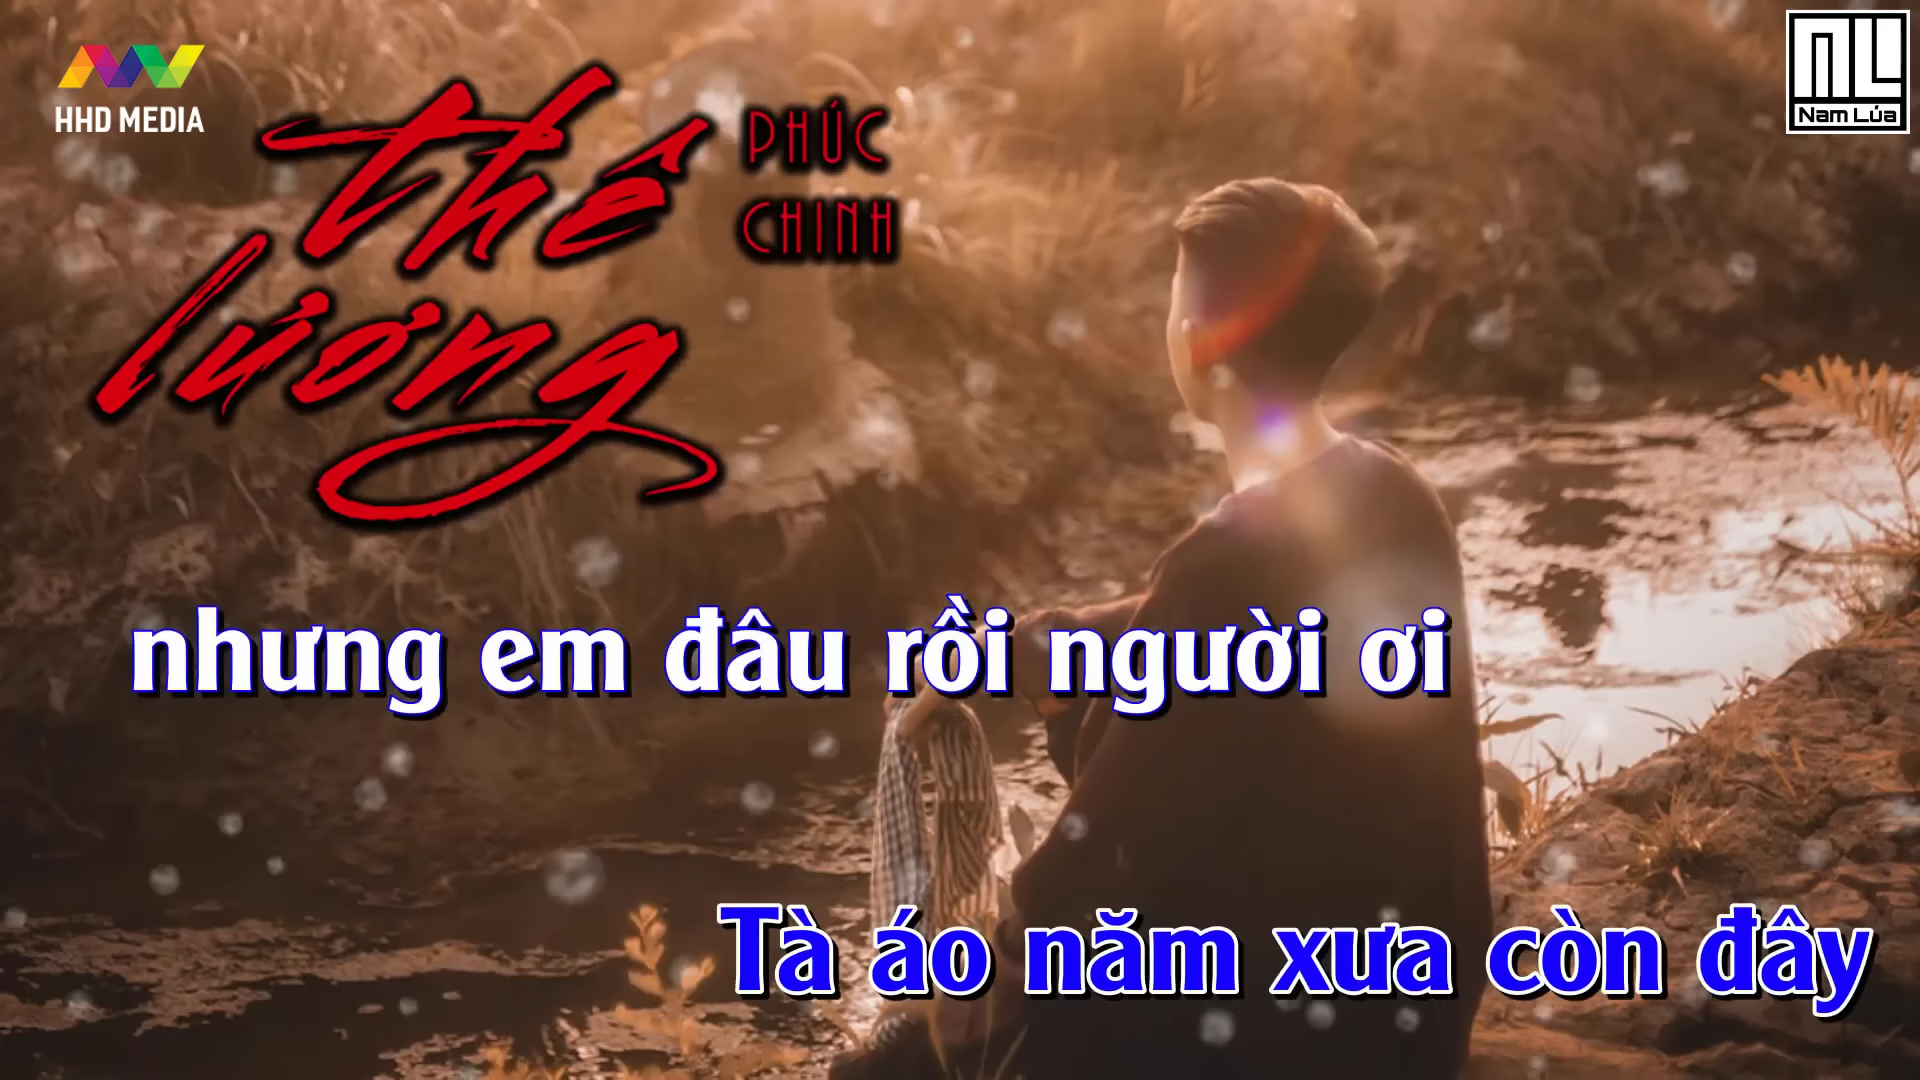 HHD MEDIA
thê
lương
PHÚC
CHINH
Nam Lúa
nhưng em đâu rồi người ơi
Tà áo năm xưa còn đây